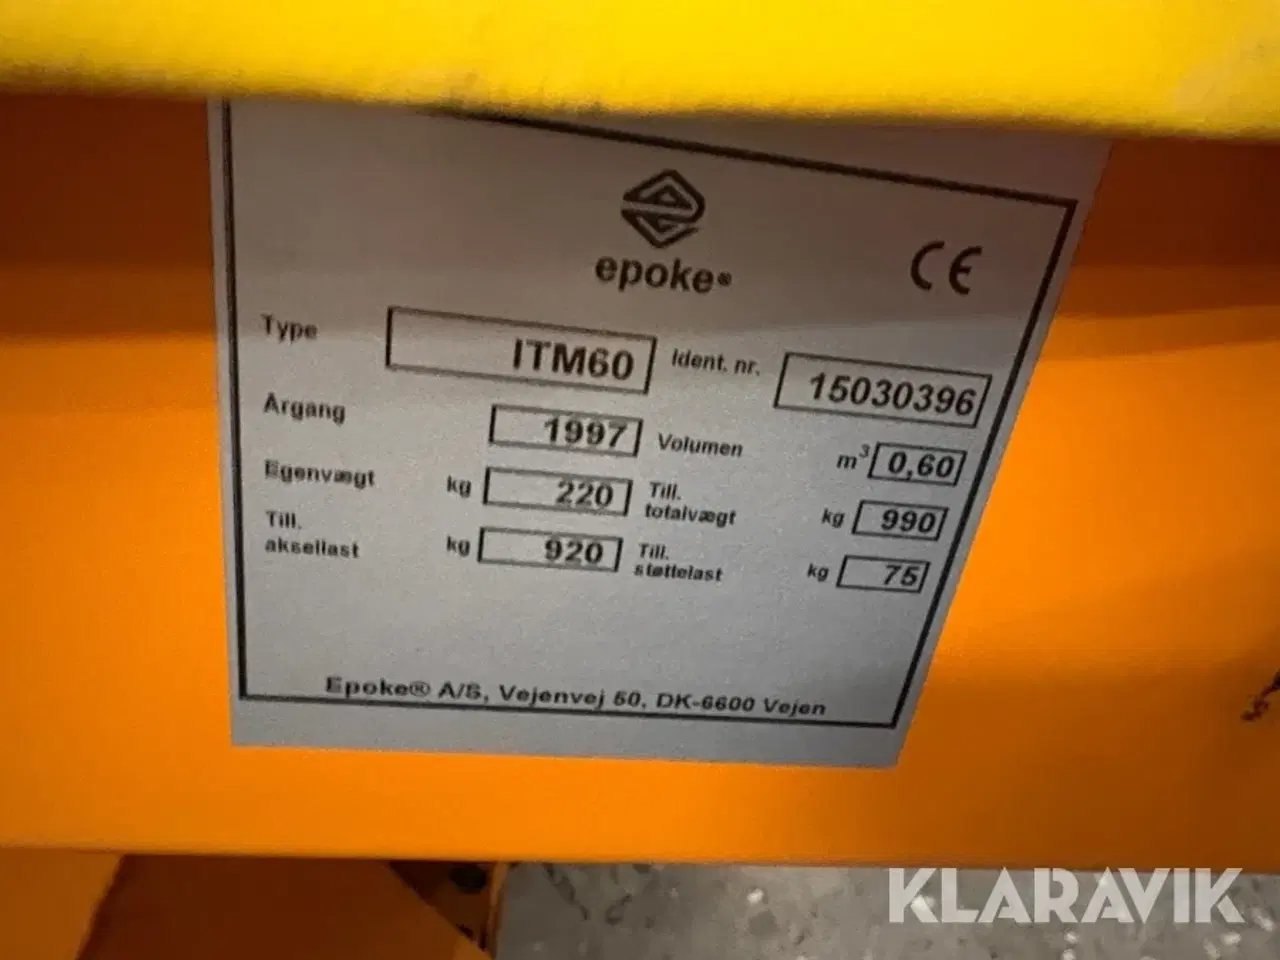 epoke®
CE
Type ITM60 Ident. nr. 15030396
Argang 1997 Volumen m³ 0,60
Egenvægt kg 220 Till. totalvægt kg 990
Till. aksellast kg 920 Till. støttelast kg 75
Epoke® A/S, Vejenvej 50, DK-6600 Vejen
KLARAVIK